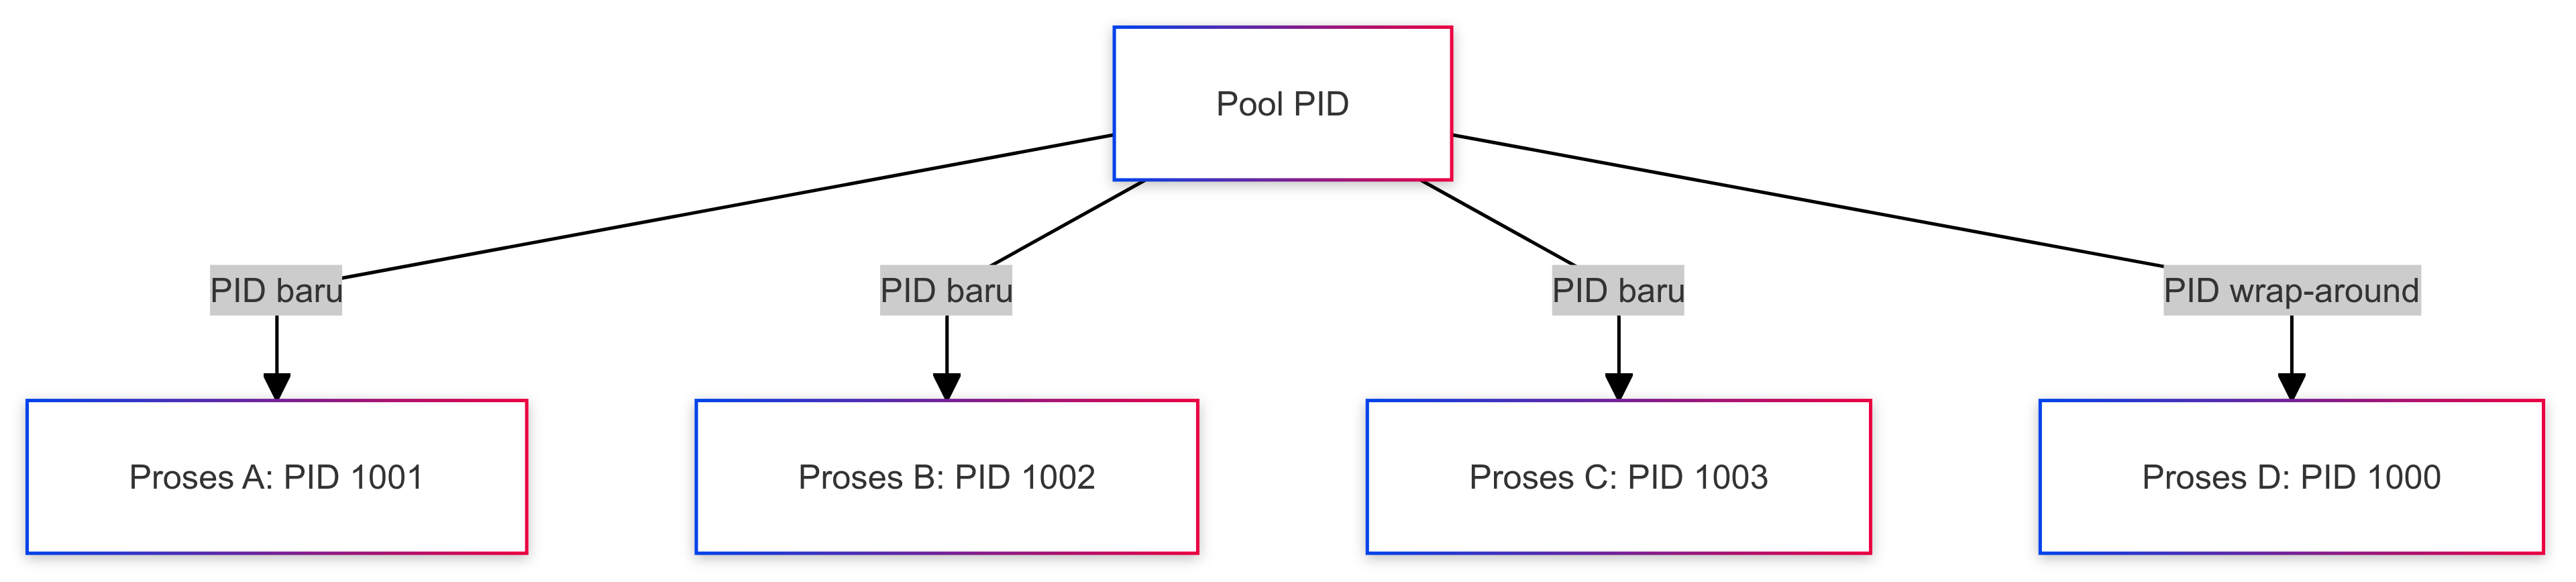 Pool PID
PID baru
PID baru
PID baru
PID wrap-around
Proses A: PID 1001
Proses B: PID 1002
Proses C: PID 1003
Proses D: PID 1000